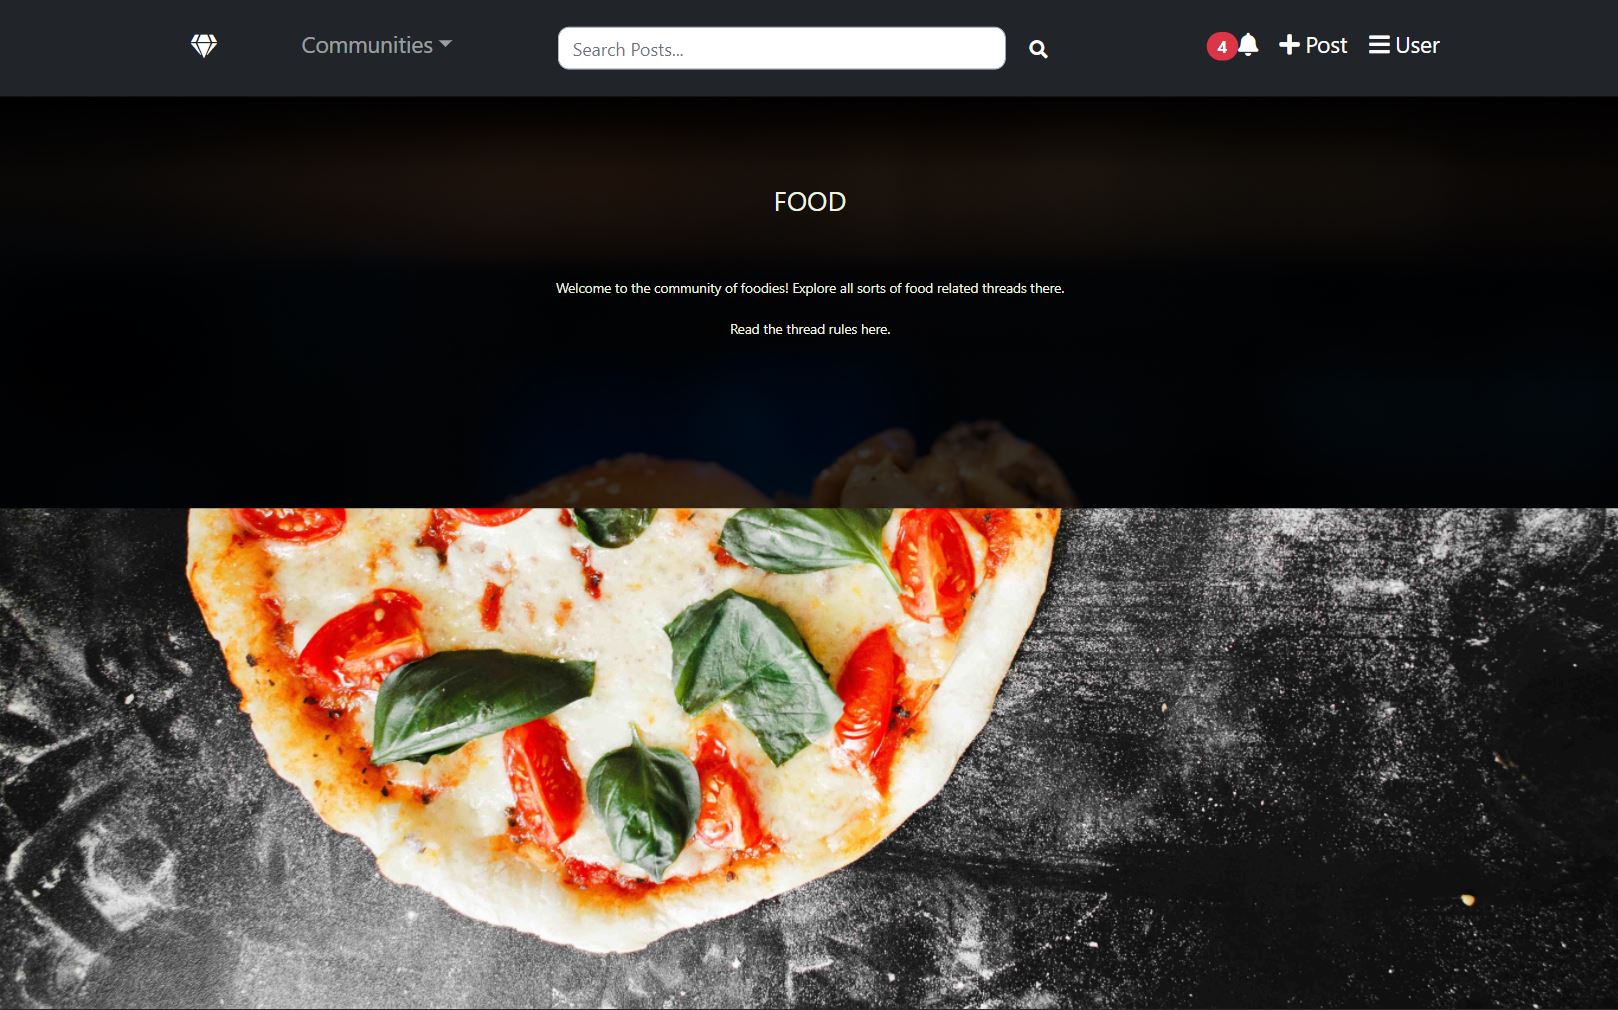 Communities
Search Posts...
4
Post
User
FOOD
Welcome to the community of foodies! Explore all sorts of food related threads there.
Read the thread rules here.